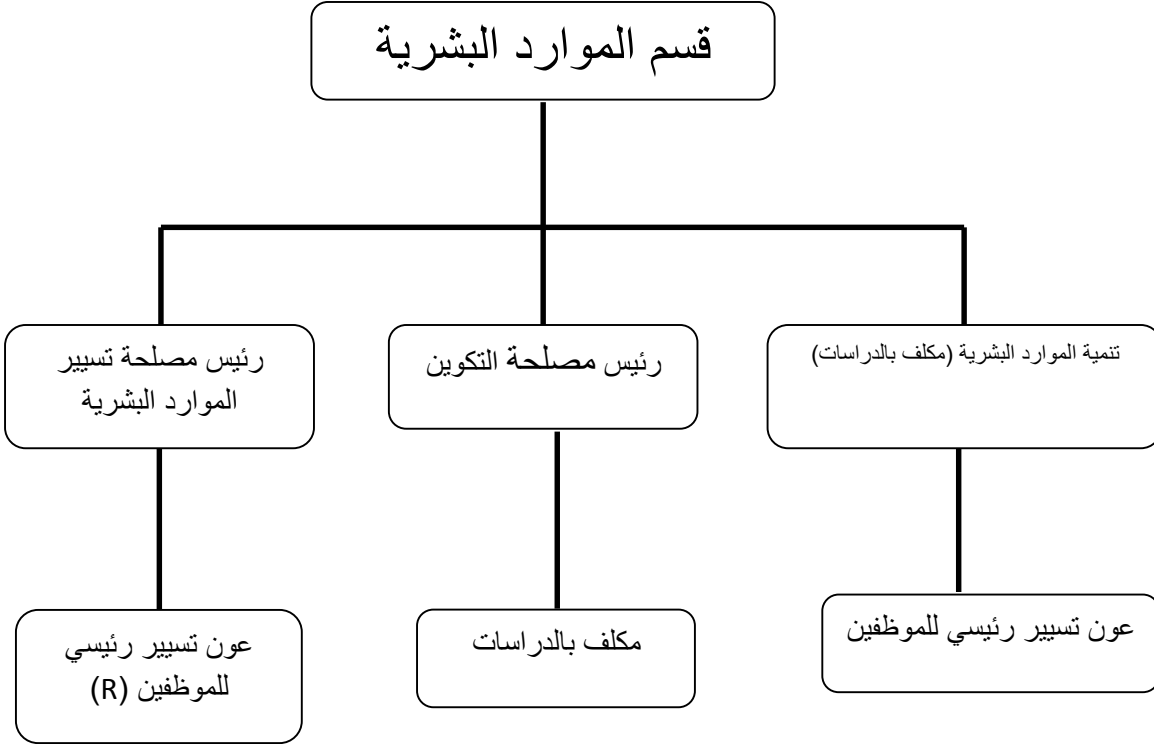 قسم الموارد البشرية
تنمية الموارد البشرية (مكلف بالدراسات)
رئيس مصلحة التكوين
رئيس مصلحة تسيير
الموارد البشرية
عون تسيير رئيسي للموظفين
مكلف بالدراسات
عون تسيير رئيسي
للموظفين (R)